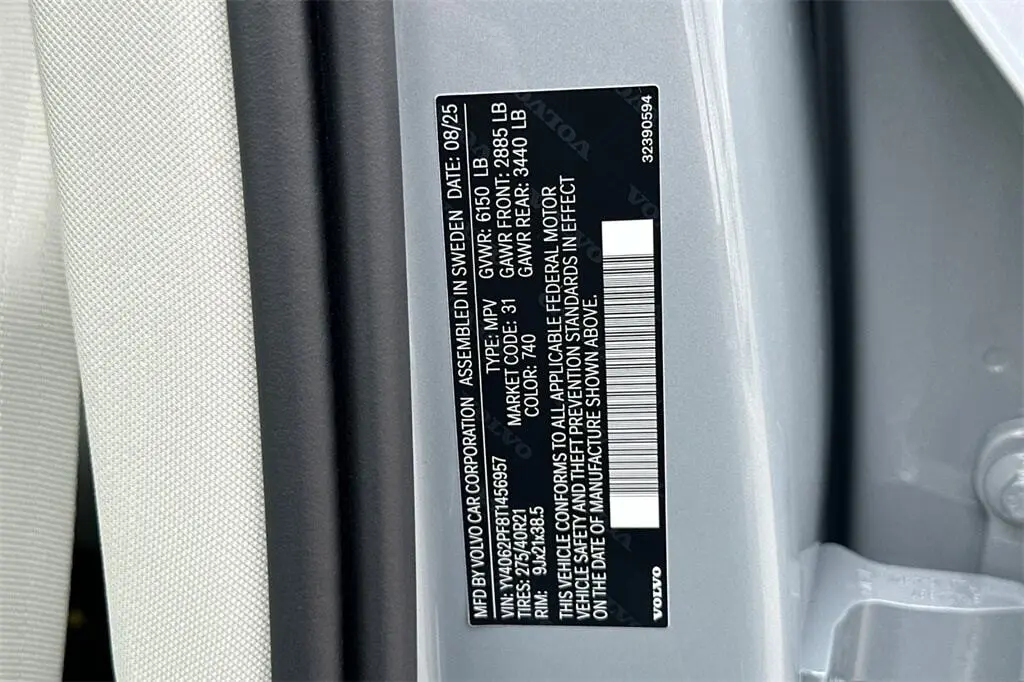 MFD BY VOLVO CAR CORPORATION ASSEMBLED IN SWEDEN DATE: 08/25
VIN: YV4062PF8T1456957 TYPE: MPV GVWR: 6150 LB
TIRES: 275/40R21 MARKET CODE: 31 GAWR FRONT: 2885 LB
RIM: 9Jx21x38.5 COLOR: 740 GAWR REAR: 3440 LB
THIS VEHICLE CONFORMS TO ALL APPLICABLE FEDERAL MOTOR
VEHICLE SAFETY AND THEFT PREVENTION STANDARDS IN EFFECT
ON THE DATE OF MANUFACTURE SHOWN ABOVE.
VOLVO 32390594
VOLVO
VOLVO
VOLVO